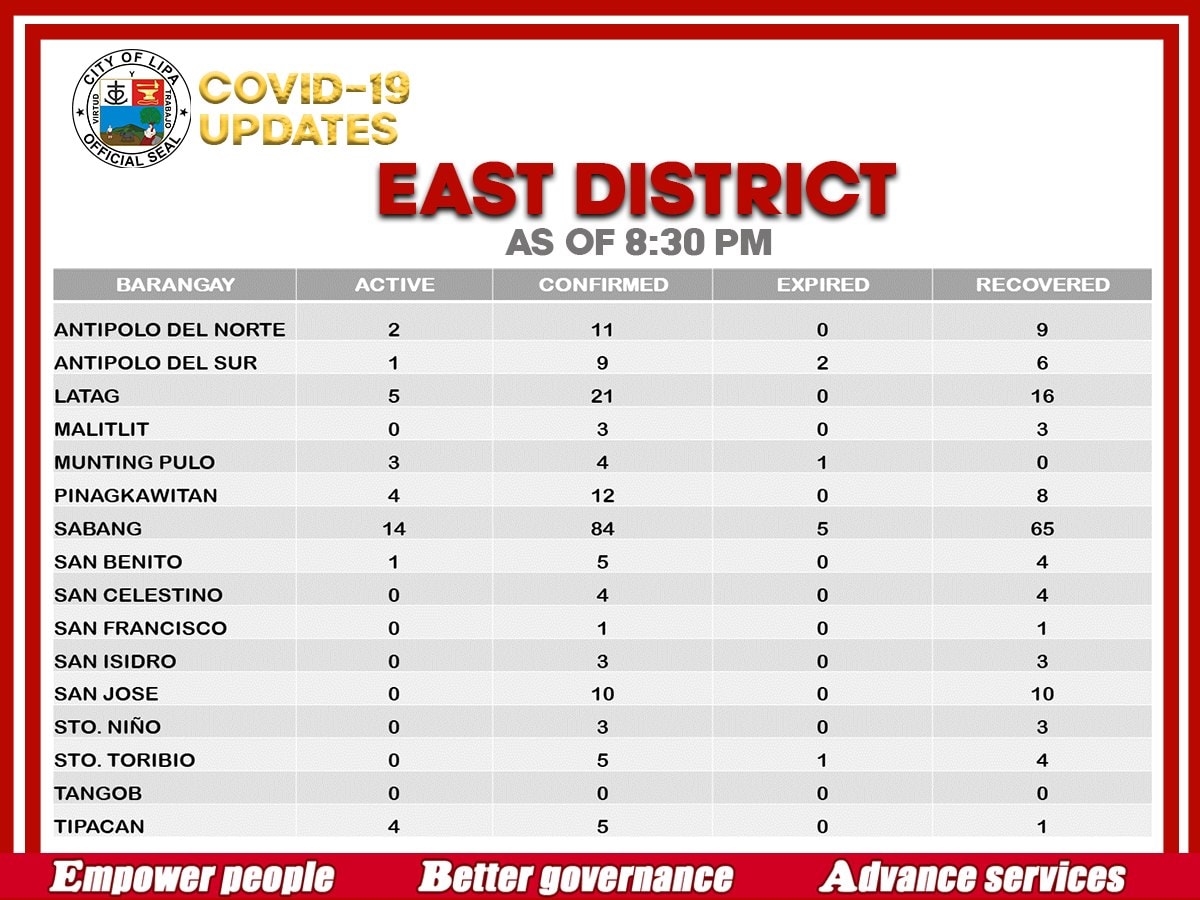 CITY OF LIPA
Y
VIRTUD
TRABAJO
OFFICIAL SEAL
COVID-19
UPDATES
EAST DISTRICT
AS OF 8:30 PM
BARANGAY ACTIVE CONFIRMED EXPIRED RECOVERED
ANTIPOLO DEL NORTE 2 11 0 9
ANTIPOLO DEL SUR 1 9 2 6
LATAG 5 21 0 16
MALITLIT 0 3 0 3
MUNTING PULO 3 4 1 0
PINAGKAWITAN 4 12 0 8
SABANG 14 84 5 65
SAN BENITO 1 5 0 4
SAN CELESTINO 0 4 0 4
SAN FRANCISCO 0 1 0 1
SAN ISIDRO 0 3 0 3
SAN JOSE 0 10 0 10
STO. NIÑO 0 3 0 3
STO. TORIBIO 0 5 1 4
TANGOB 0 0 0 0
TIPACAN 4 5 0 1
Empower people Better governance Advance services